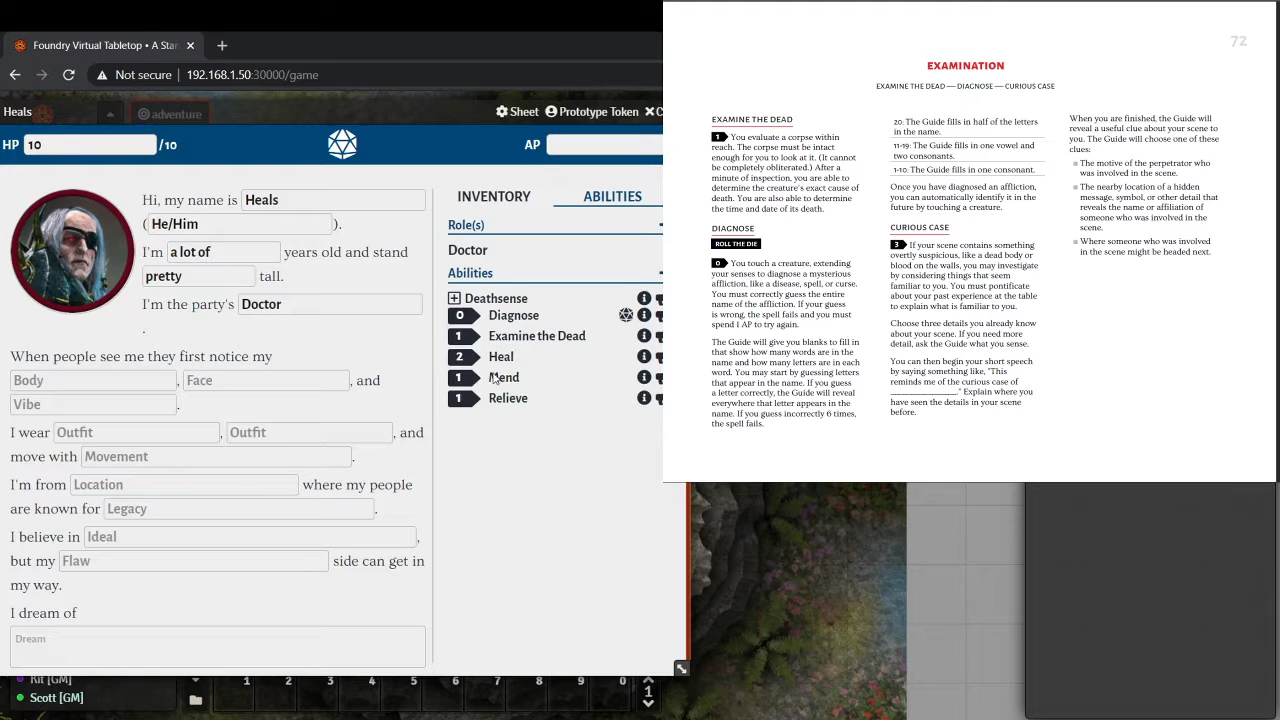 Foundry Virtual Tabletop • A Stan
Not secure | 192.168.1.50:30000/game
Heals
adventure
Sheet
Prototype Token
HP 10 /10
AP
Hi, my name is Heals
(He/Him ).
I'm a lot of years old and stand
pretty tall.
I'm the party's Doctor
.
When people see me they first notice my
Body , Face , and
Vibe .
I wear Outfit , Outfit , and
move with Movement .
I'm from Location where my people
are known for Legacy .
I believe in Ideal ,
but my Flaw side can get in
my way.
I dream of
Dream
INVENTORY ABILITIES
Role(s)
Doctor
Abilities
Deathsense
0 Diagnose
1 Examine the Dead
2 Heal
1 Mend
1 Relieve
Scott [GM]
1 2 3 4 5 6 7 8 9 0
1
72
EXAMINATION
EXAMINE THE DEAD — DIAGNOSE — CURIOUS CASE
EXAMINE THE DEAD
1 You evaluate a corpse within
reach. The corpse must be intact
enough for you to look at it. (It cannot
be completely obliterated.) After a
minute of inspection, you are able to
determine the creature's exact cause of
death. You are also able to determine
the time and date of its death.
DIAGNOSE
ROLL THE DIE
0 You touch a creature, extending
your senses to diagnose a mysterious
affliction, like a disease, spell, or curse.
You must correctly guess the entire
name of the affliction. If your guess
is wrong, the spell fails and you must
spend 1 AP to try again.
The Guide will give you blanks to fill in
that show how many words are in the
name and how many letters are in each
word. You may start by guessing letters
that appear in the name. If you guess
a letter correctly, the Guide will reveal
everywhere that letter appears in the
name. If you guess incorrectly 6 times,
the spell fails.
20: The Guide fills in half of the letters
in the name.
11-19: The Guide fills in one vowel and
two consonants.
1-10: The Guide fills in one consonant.
Once you have diagnosed an affliction,
you can automatically identify it in the
future by touching a creature.
CURIOUS CASE
3 If your scene contains something
overtly suspicious, like a dead body or
blood on the walls, you may investigate
by considering things that seem
familiar to you. You must pontificate
about your past experience at the table
to explain what is familiar to you.
Choose three details you already know
about your scene. If you need more
detail, ask the Guide what you sense.
You can then begin your short speech
by saying something like, "This
reminds me of the curious case of
________________." Explain where you
have seen the details in your scene
before.
When you are finished, the Guide will
reveal a useful clue about your scene to
you. The Guide will choose one of these
clues:
The motive of the perpetrator who
was involved in the scene.
The nearby location of a hidden
message, symbol, or other detail that
reveals the name or affiliation of
someone who was involved in the
scene.
Where someone who was involved
in the scene might be headed next.